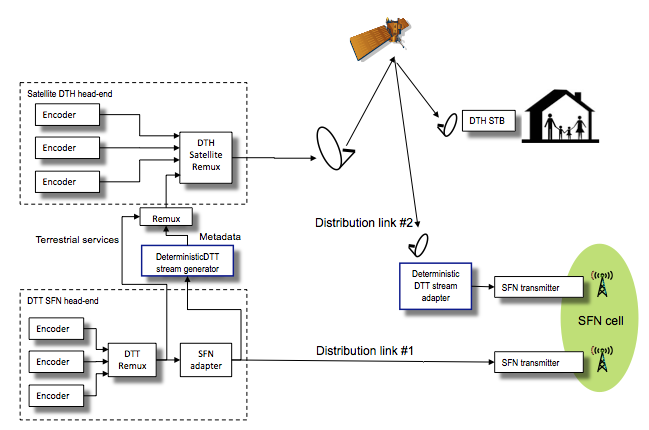 Satellite DTH head-end
Encoder
Encoder
Encoder
DTH
Satellite
Remux
DTH STB
Distribution link #2
Remux
Terrestrial services
Metadata
DeterministicDTT
stream generator
Deterministic
DTT stream
adapter
SFN transmitter
SFN cell
DTT SFN head-end
Encoder
Encoder
Encoder
DTT
Remux
SFN
adapter
Distribution link #1
SFN transmitter